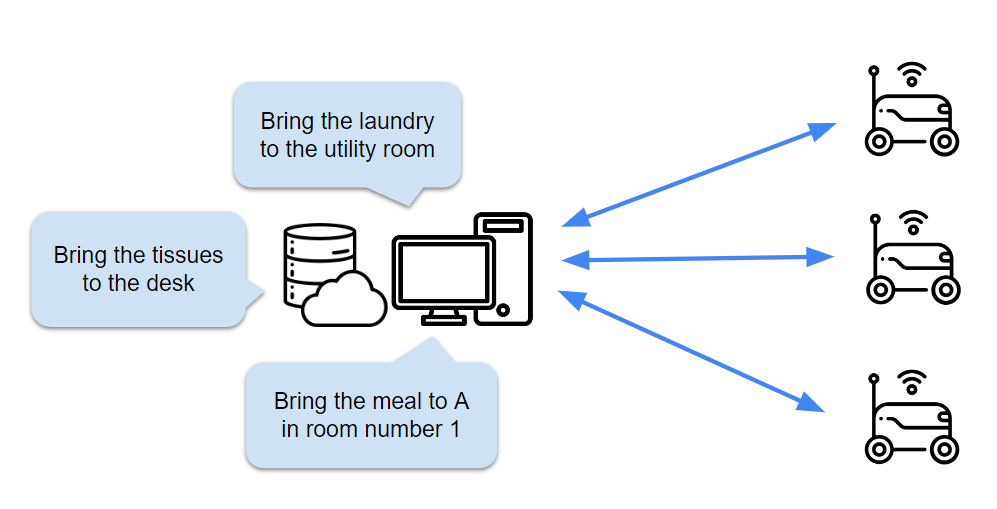 Bring the laundry
to the utility room
Bring the tissues
to the desk
Bring the meal to A
in room number 1